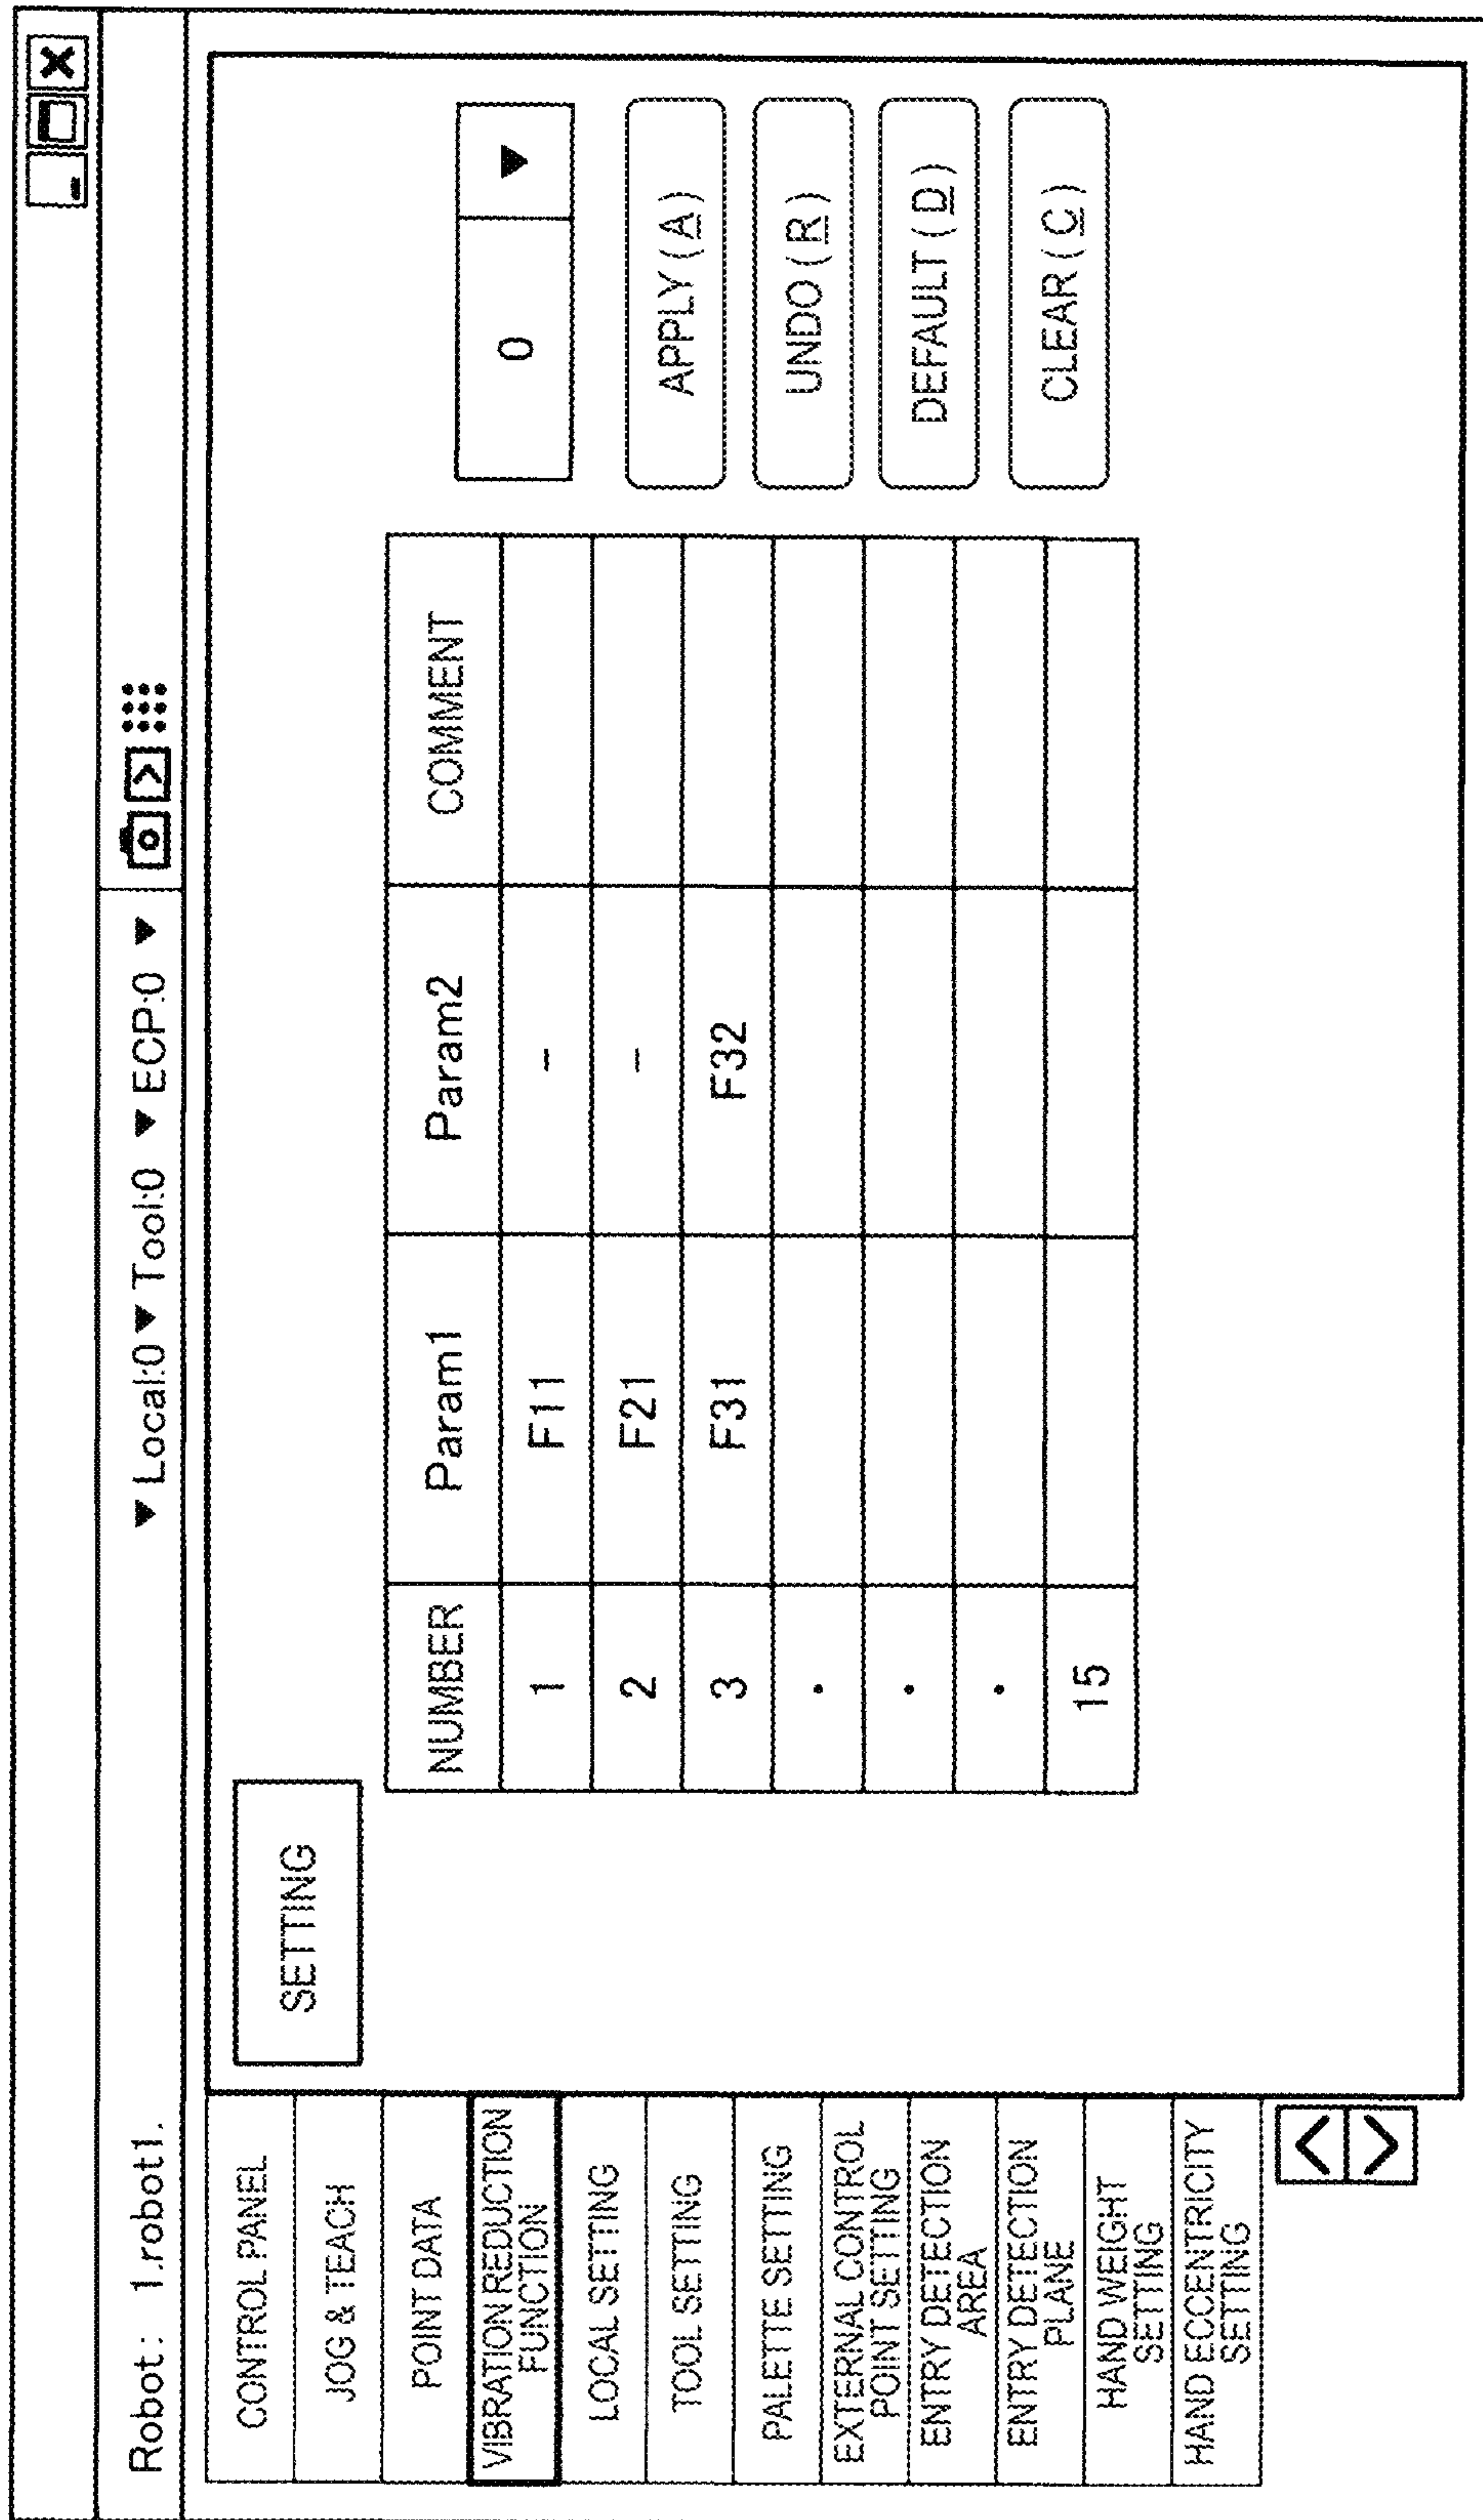 Robot: 1.robot1.
▼ Local:0 ▼ Tool:0 ▼ ECP:0 ▼
CONTROL PANEL
JOG & TEACH
POINT DATA
VIBRATION REDUCTION
FUNCTION
LOCAL SETTING
TOOL SETTING
PALETTE SETTING
EXTERNAL CONTROL
POINT SETTING
ENTRY DETECTION
AREA
ENTRY DETECTION
PLANE
HAND WEIGHT
SETTING
HAND ECCENTRICITY
SETTING
SETTING
NUMBER Param1 Param2 COMMENT
1 F11 –
2 F21 –
3 F31 F32
·
·
·
15
0 ▼
APPLY (A)
UNDO (R)
DEFAULT (D)
CLEAR (C)